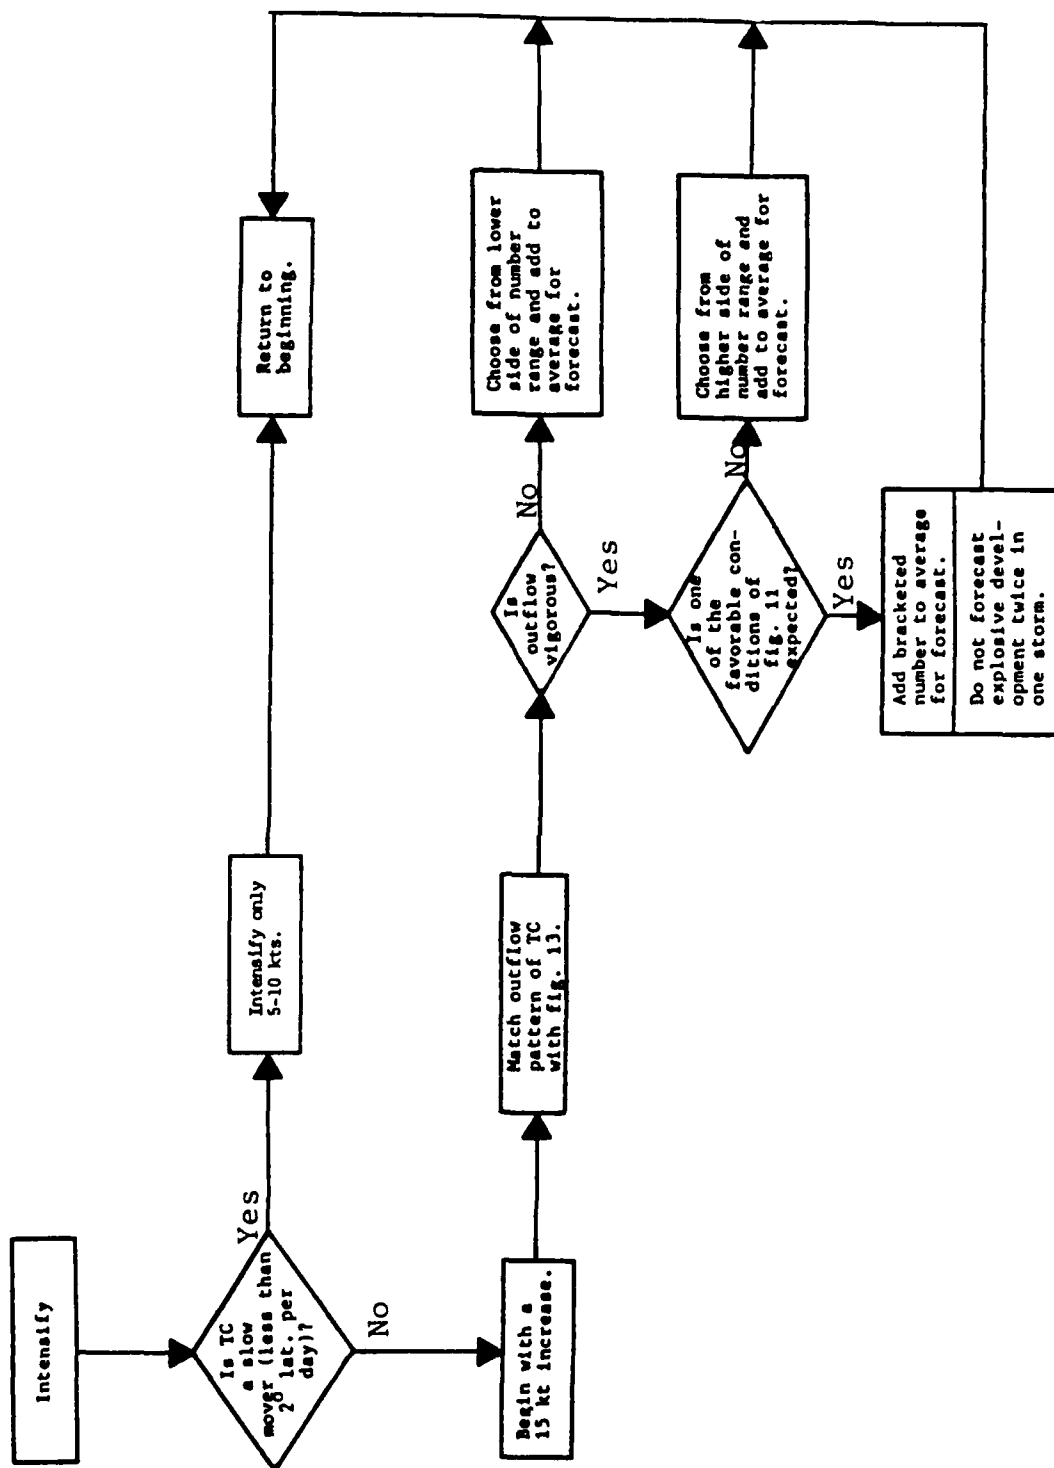 Intensify
Is TC
a slow
mover (less than
2° lat. per
day)?
Yes
No
Intensify only
5-10 kts.
Return to
beginning.
Begin with a
15 kt increase.
Match outflow
pattern of TC
with fig. 13.
Is
outflow
vigorous?
No
Yes
Choose from lower
side of number
range and add to
average for
forecast.
Is one
of the
favorable con-
ditions of
fig. 11
expected?
No
Yes
Choose from
higher side of
number range and
add to average for
forecast.
Add bracketed
number to average
for forecast.
Do not forecast
explosive devel-
opment twice in
one storm.